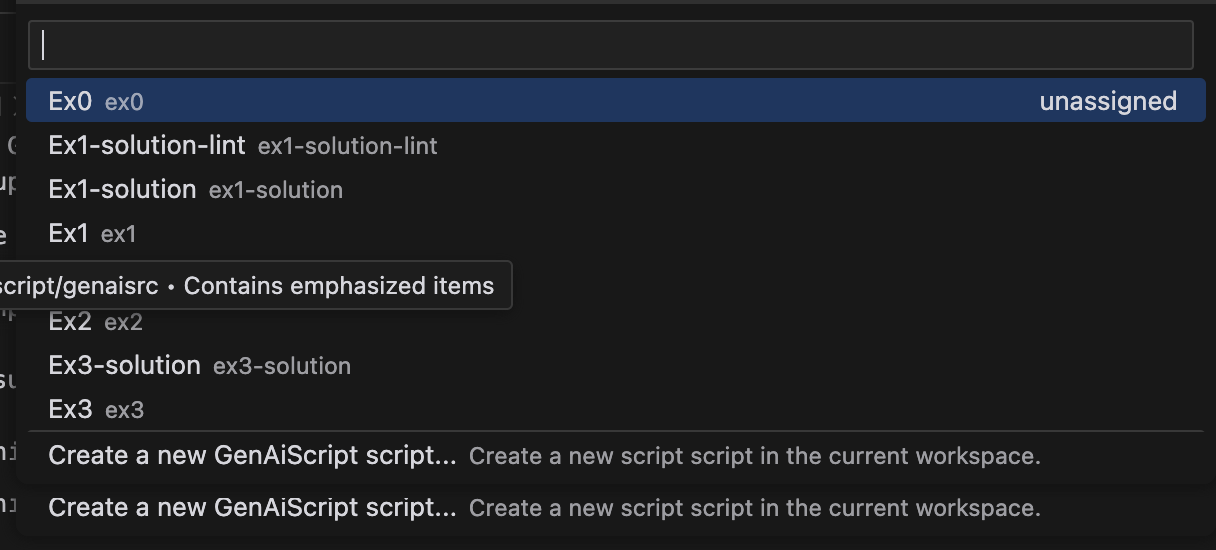 Ex0 ex0 unassigned
Ex1-solution-lint ex1-solution-lint
Ex1-solution ex1-solution
Ex1 ex1
script/genaisrc • Contains emphasized items
Ex2 ex2
Ex3-solution ex3-solution
Ex3 ex3
Create a new GenAiScript script... Create a new script script in the current workspace.
Create a new GenAiScript script... Create a new script script in the current workspace.